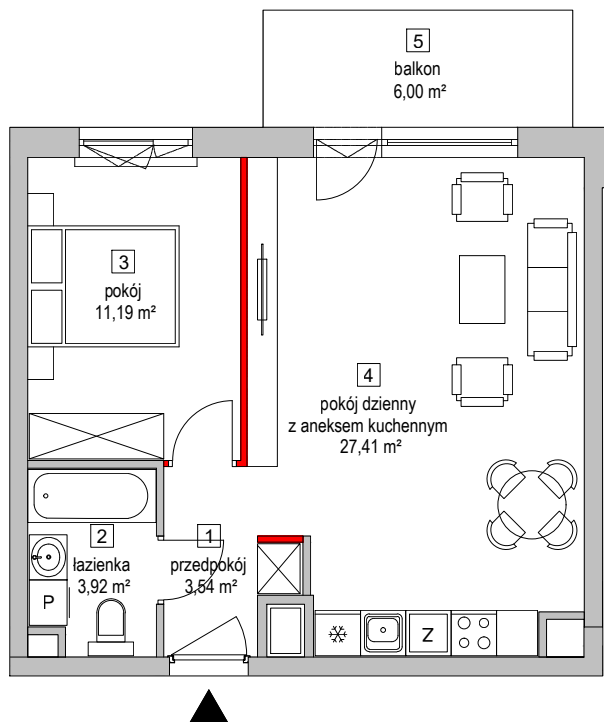 5
balkon
6,00 m²
3
pokój
11,19 m²
4
pokój dzienny
z aneksem kuchennym
27,41 m²
2
łazienka
3,92 m²
1
przedpokój
3,54 m²
P
Z